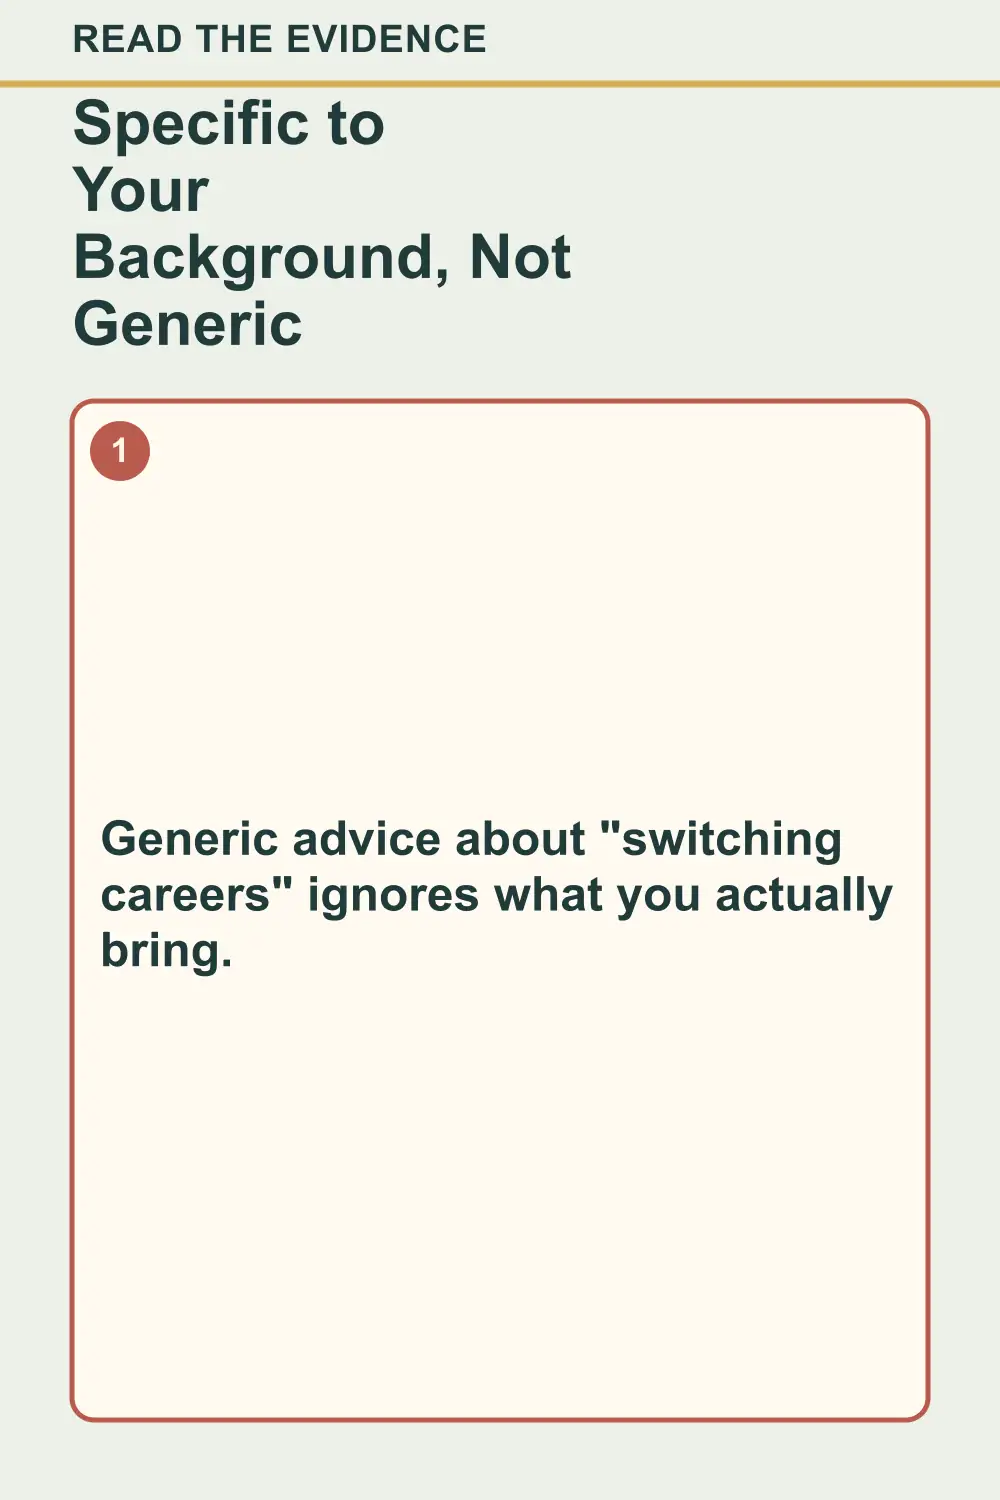 READ THE EVIDENCE
Specific to
Your
Background, Not
Generic
1
Generic advice about "switching
careers" ignores what you actually
bring.